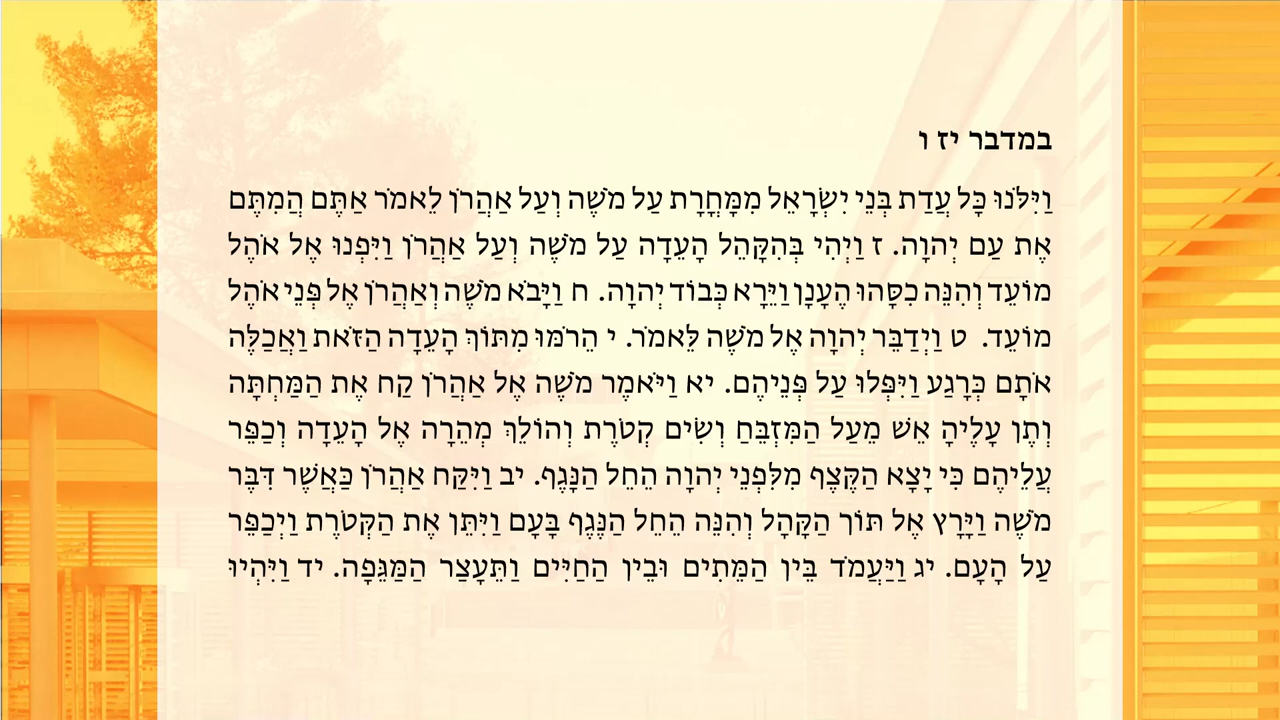 במדבר יז ו
וַיִּלֹּנוּ כָּל עֲדַת בְּנֵי יִשְׂרָאֵל מִמָּחֳרָת עַל מֹשֶׁה וְעַל אַהֲרֹן לֵאמֹר אַתֶּם הֲמִתֶּם
אֶת עַם יְהוָה. ז וַיְהִי בְּהִקָּהֵל הָעֵדָה עַל מֹשֶׁה וְעַל אַהֲרֹן וַיִּפְנוּ אֶל אֹהֶל
מוֹעֵד וְהִנֵּה כִסָּהוּ הֶעָנָן וַיֵּרָא כְּבוֹד יְהוָה. ח וַיָּבֹא מֹשֶׁה וְאַהֲרֹן אֶל פְּנֵי אֹהֶל
מוֹעֵד. ט וַיְדַבֵּר יְהוָה אֶל מֹשֶׁה לֵּאמֹר. י הֵרֹמּוּ מִתּוֹךְ הָעֵדָה הַזֹּאת וַאֲכַלֶּה
אֹתָם כְּרָגַע וַיִּפְּלוּ עַל פְּנֵיהֶם. יא וַיֹּאמֶר מֹשֶׁה אֶל אַהֲרֹן קַח אֶת הַמַּחְתָּה
וְתֶן עָלֶיהָ אֵשׁ מֵעַל הַמִּזְבֵּחַ וְשִׂים קְטֹרֶת וְהוֹלֵךְ מְהֵרָה אֶל הָעֵדָה וְכַפֵּר
עֲלֵיהֶם כִּי יָצָא הַקֶּצֶף מִלִּפְנֵי יְהוָה הֵחֵל הַנָּגֶף. יב וַיִּקַּח אַהֲרֹן כַּאֲשֶׁר דִּבֶּר
מֹשֶׁה וַיָּרָץ אֶל תּוֹךְ הַקָּהָל וְהִנֵּה הֵחֵל הַנֶּגֶף בָּעָם וַיִּתֵּן אֶת הַקְּטֹרֶת וַיְכַפֵּר
עַל הָעָם. יג וַיַּעֲמֹד בֵּין הַמֵּתִים וּבֵין הַחַיִּים וַתֵּעָצַר הַמַּגֵּפָה. יד וַיִּהְיוּ